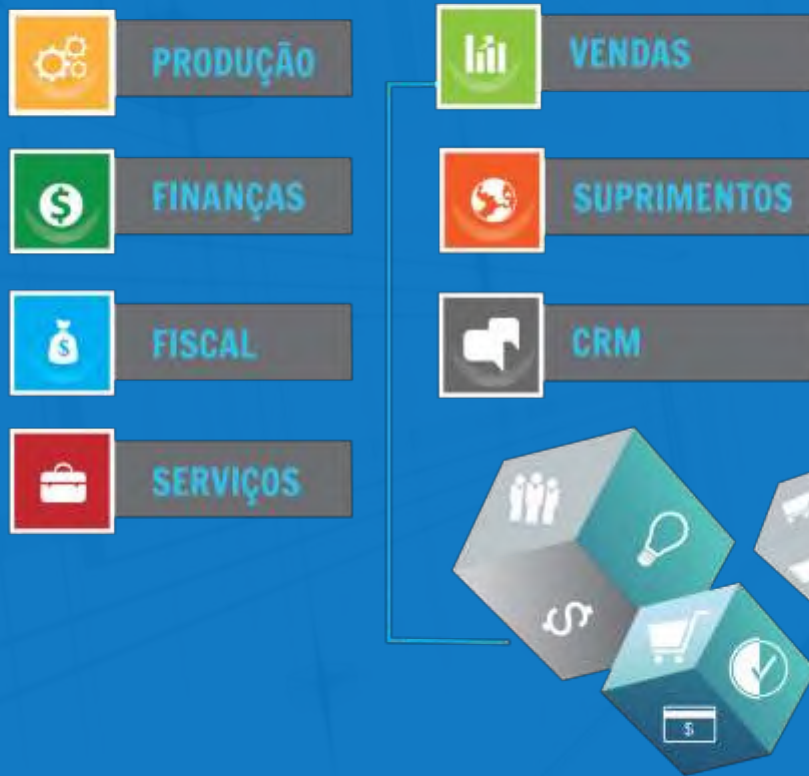 PRODUÇÃO
FINANÇAS
FISCAL
SERVIÇOS
VENDAS
SUPRIMENTOS
CRM